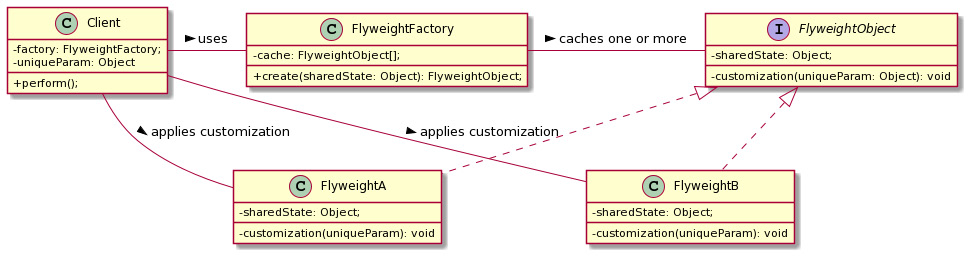 C Client
-factory: FlyweightFactory;
-uniqueParam: Object
+perform();
uses
C FlyweightFactory
-cache: FlyweightObject[];
+create(sharedState: Object): FlyweightObject;
caches one or more
I FlyweightObject
-sharedState: Object;
-customization(uniqueParam: Object): void
applies customization
applies customization
C FlyweightA
-sharedState: Object;
-customization(uniqueParam): void
C FlyweightB
-sharedState: Object;
-customization(uniqueParam): void